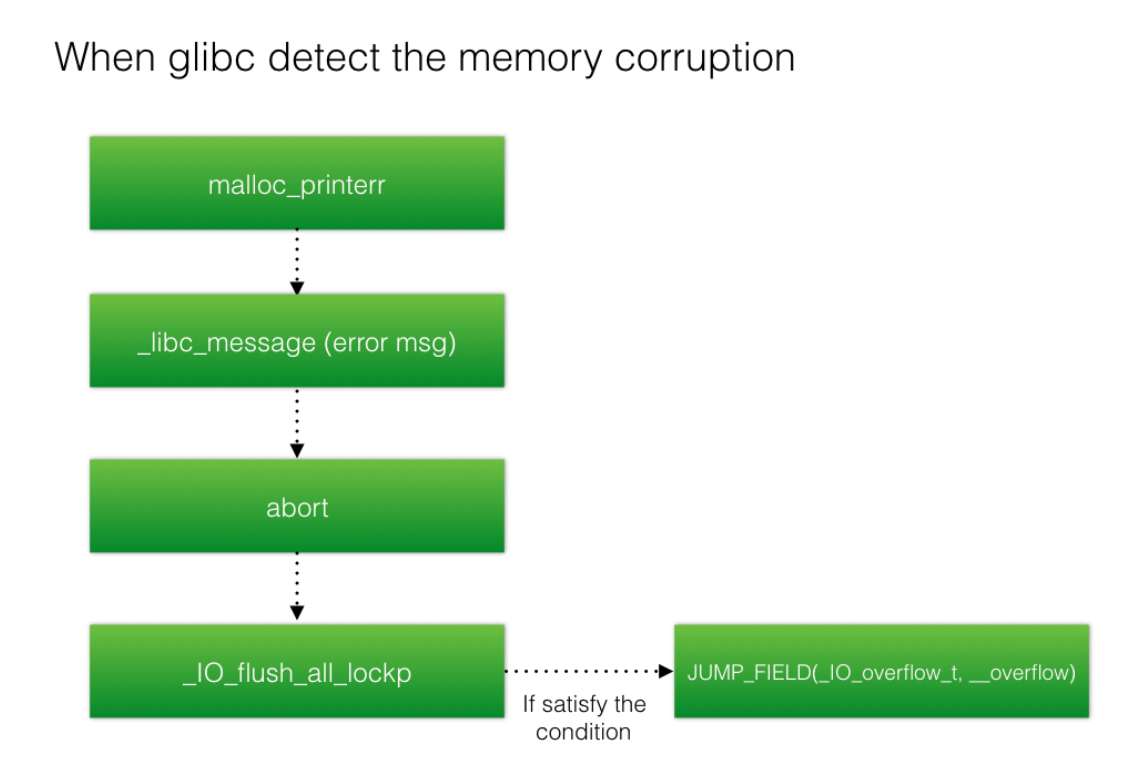 When glibc detect the memory corruption
malloc_printerr
_libc_message (error msg)
abort
_IO_flush_all_lockp
JUMP_FIELD(_IO_overflow_t, __overflow)
If satisfy the
condition